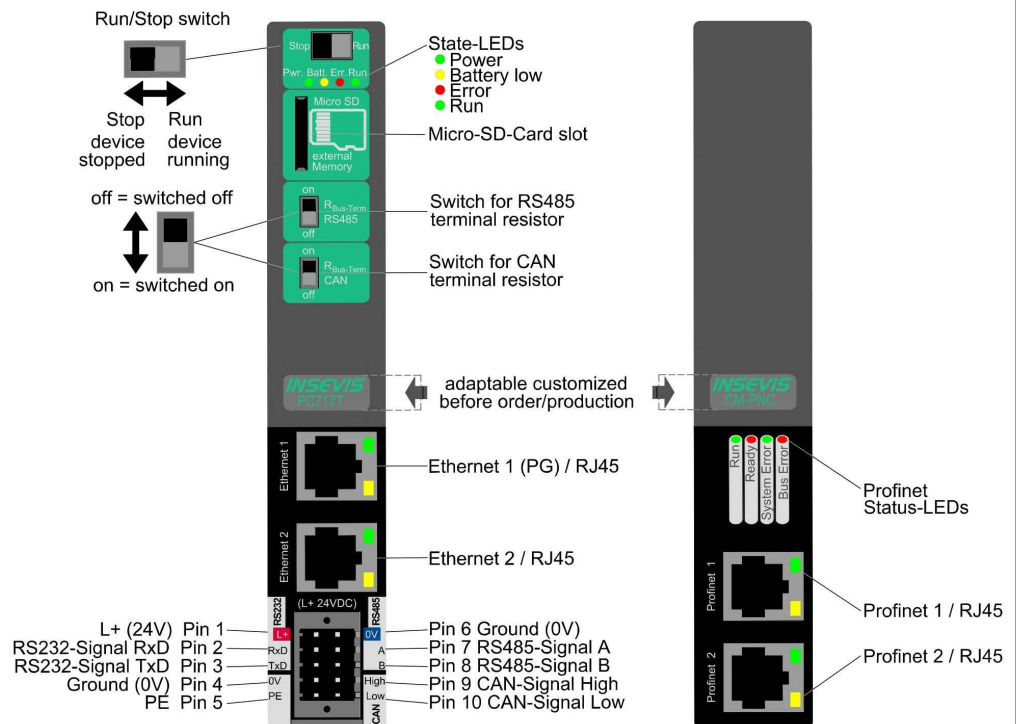 Run/Stop switch
Stop
device
stopped
Run
device
running
off = switched off
on = switched on
Stop Run
Pwr. Batt. Err. Run
Micro SD
external
Memory
on
RBus-Term
RS485
off
on
RBus-Term
CAN
off
State-LEDs
Power
Battery low
Error
Run
Micro-SD-Card slot
Switch for RS485
terminal resistor
Switch for CAN
terminal resistor
INSEVIS
PC717T
adaptable customized
before order/production
INSEVIS
CM-PNC
Ethernet 1
Ethernet 1 (PG) / RJ45
Ethernet 2
Ethernet 2 / RJ45
Run
Ready
System Error
Bus Error
Profinet
Status-LEDs
Profinet 1
Profinet 1 / RJ45
Profinet 2
Profinet 2 / RJ45
RS232
(L+ 24VDC)
RS485
L+ (24V) Pin 1
RS232-Signal RxD Pin 2
RS232-Signal TxD Pin 3
Ground (0V) Pin 4
PE Pin 5
L+
RxD
TxD
0V
PE
0V
A
B
High
Low
CAN
Pin 6 Ground (0V)
Pin 7 RS485-Signal A
Pin 8 RS485-Signal B
Pin 9 CAN-Signal High
Pin 10 CAN-Signal Low